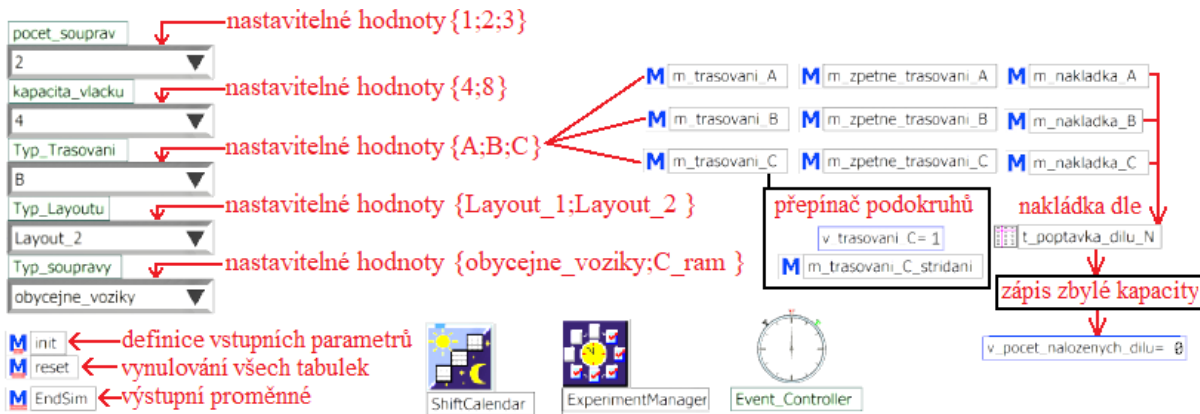 pocet_souprav
2
nastavitelné hodnoty {1;2;3}
kapacita_vlacku
4
nastavitelné hodnoty {4;8}
Typ_Trasovani
B
nastavitelné hodnoty {A;B;C}
Typ_Layoutu
Layout_2
nastavitelné hodnoty {Layout_1;Layout_2 }
Typ_soupravy
obycejne_voziky
nastavitelné hodnoty {obycejne_voziky;C_ram }
M m_trasovani_A M m_zpetne_trasovani_A M m_nakladka_A
M m_trasovani_B M m_zpetne_trasovani_B M m_nakladka_B
M m_trasovani_C M m_zpetne_trasovani_C M m_nakladka_C
přepínač podokruhů
v_trasovani_C= 1
M m_trasovani_C_stridani
nakládka dle
t_poptavka_dilu_N
zápis zbylé kapacity
v_pocet_nalozenych_dilu= 0
M init definice vstupních parametrů
M reset vynulování všech tabulek
M EndSim výstupní proměnné
ShiftCalendar
ExperimentManager
Event_Controller